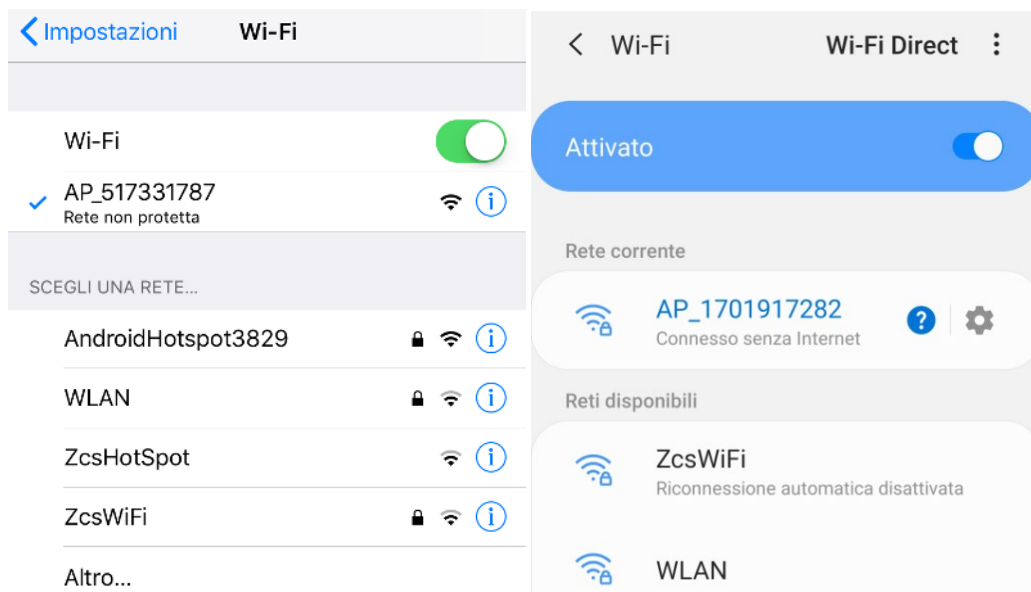 Impostazioni Wi-Fi
Wi-Fi
AP_517331787
Rete non protetta
SCEGLI UNA RETE...
AndroidHotspot3829
WLAN
ZcsHotSpot
ZcsWiFi
Altro...
Wi-Fi Wi-Fi Direct
Attivato
Rete corrente
AP_1701917282
Connesso senza Internet
Reti disponibili
ZcsWiFi
Riconnessione automatica disattivata
WLAN